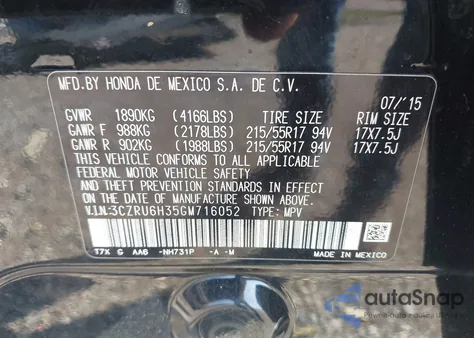 MFD.BY HONDA DE MEXICO S.A. DE C.V.
07/'15
GVWR 1890KG (4166LBS) TIRE SIZE RIM SIZE
GAWR F 988KG (2178LBS) 215/55R17 94V 17X7.5J
GAWR R 902KG (1988LBS) 215/55R17 94V 17X7.5J
THIS VEHICLE CONFORMS TO ALL APPLICABLE
FEDERAL MOTOR VEHICLE SAFETY
AND THEFT PREVENTION STANDARDS IN EFFECT
ON THE DATE OF MANUFACTURE SHOWN ABOVE.
V.I.N:3CZRU6H35GM716052 TYPE: MPV
T7X G AA6 -NH731P -A -M
MADE IN MEXICO
autoSnap